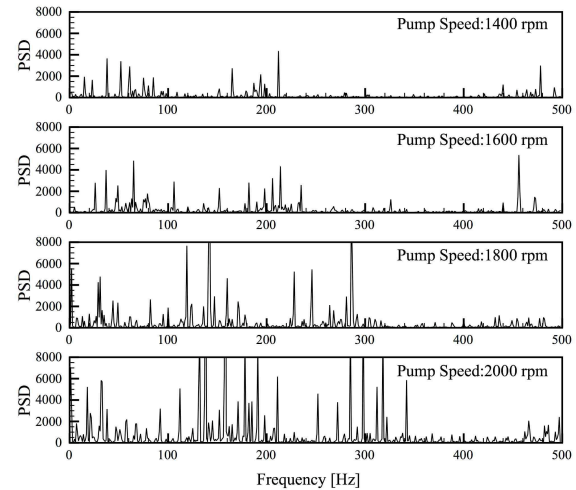 8000
Pump Speed:1400 rpm
6000
PSD
4000
2000
0
0 100 200 300 400 500
8000
Pump Speed:1600 rpm
6000
PSD
4000
2000
0
0 100 200 300 400 500
8000
Pump Speed:1800 rpm
6000
PSD
4000
2000
0
0 100 200 300 400 500
8000
Pump Speed:2000 rpm
6000
PSD
4000
2000
0
0 100 200 300 400 500
Frequency [Hz]